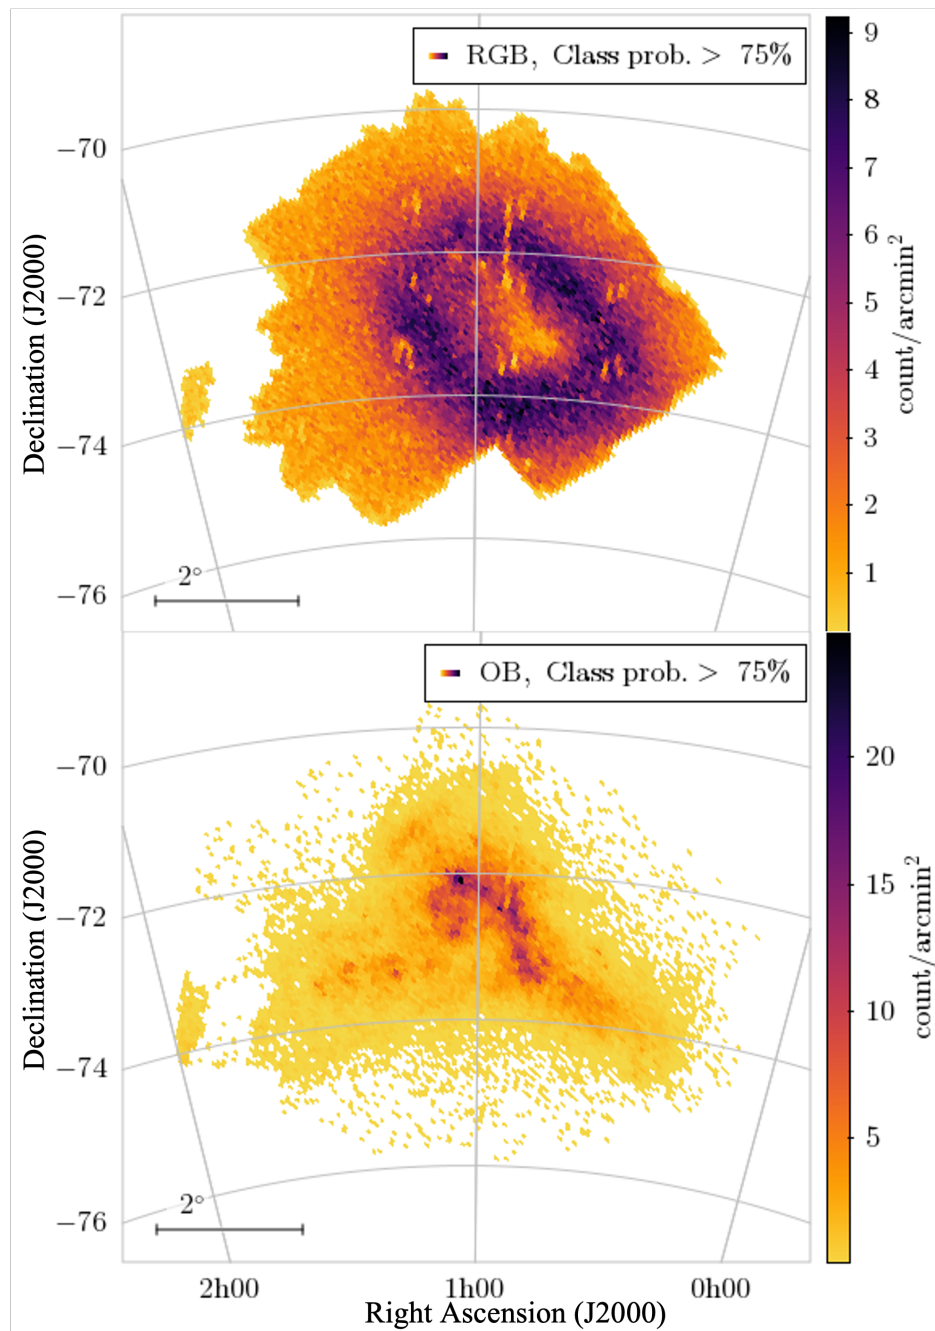 RGB, Class prob. > 75%
9
8
7
6
5
4
3
2
1
count/arcmin²
−70
−72
−74
−76
Declination (J2000)
2°
OB, Class prob. > 75%
20
15
10
5
count/arcmin²
−70
−72
−74
−76
Declination (J2000)
2°
2h00 1h00 0h00
Right Ascension (J2000)